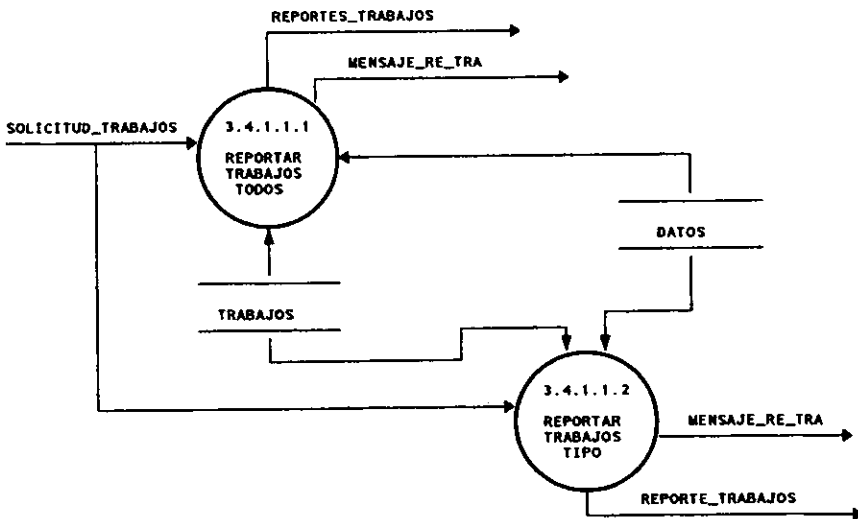 REPORTES_TRABAJOS
MENSAJE_RE_TRA
SOLICITUD_TRABAJOS
3.4.1.1.1
REPORTAR
TRABAJOS
TODOS
DATOS
TRABAJOS
3.4.1.1.2
REPORTAR
TRABAJOS
TIPO
MENSAJE_RE_TRA
REPORTE_TRABAJOS